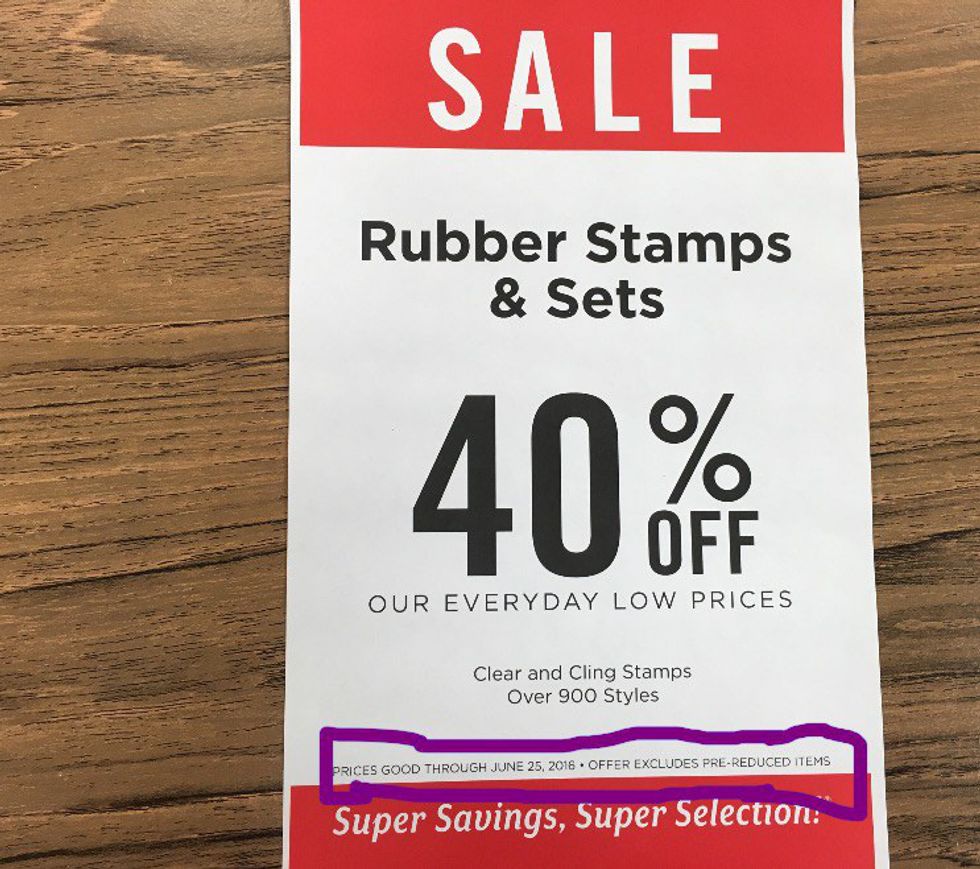 SALE
Rubber Stamps
& Sets
40%
OFF
OUR EVERYDAY LOW PRICES
Clear and Cling Stamps
Over 900 Styles
PRICES GOOD THROUGH JUNE 25, 2016 • OFFER EXCLUDES PRE-REDUCED ITEMS
Super Savings, Super Selection!